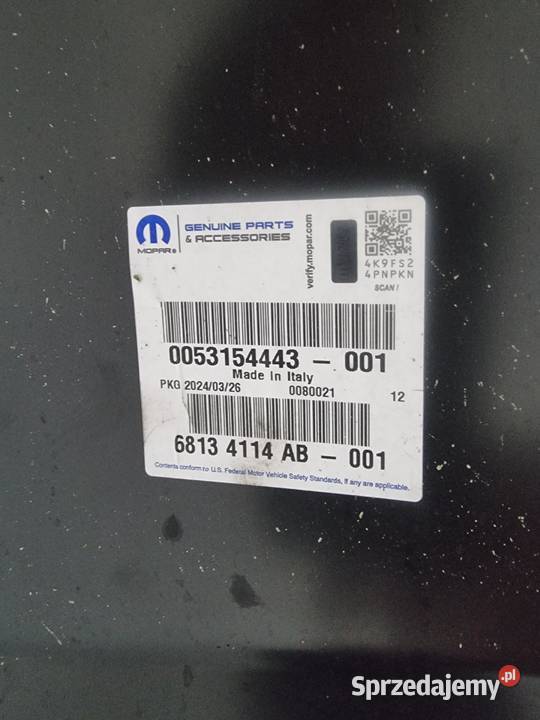 MOPAR®
GENUINE PARTS
& ACCESSORIES
verify.mopar.com
4K9FS2
4PNPKN
SCAN!
0053154443 - 001
Made in Italy
PKG 2024/03/26 0080021 12
6813 4114 AB - 001
Contents conform to U.S. Federal Motor Vehicle Safety Standards, if any are applicable.
Sprzedajemy.pl